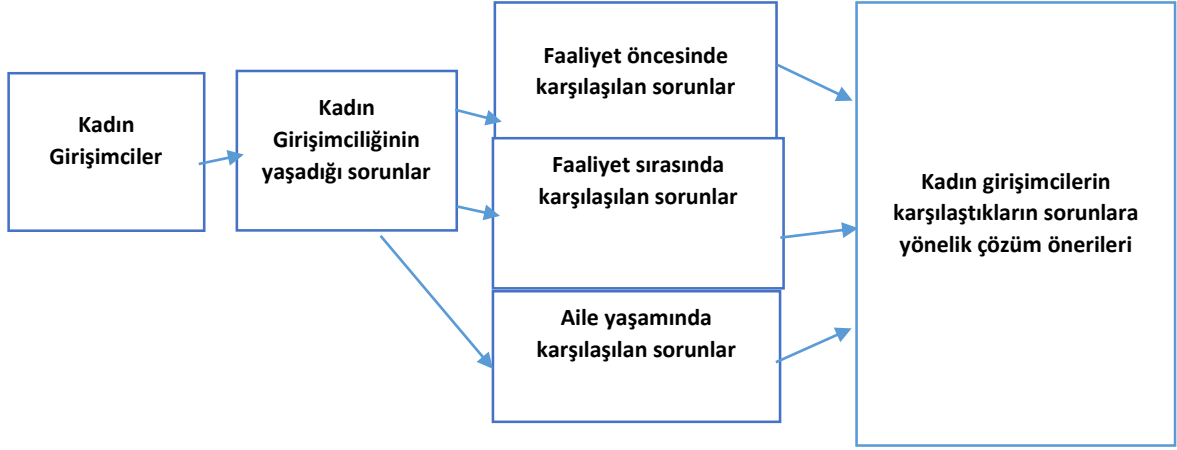 Kadın
Girişimciler
Kadın
Girişimciliğinin
yaşadığı sorunlar
Faaliyet öncesinde
karşılaşılan sorunlar
Faaliyet sırasında
karşılaşılan sorunlar
Aile yaşamında
karşılaşılan sorunlar
Kadın girişimcilerin
karşılaştıkların sorunlara
yönelik çözüm önerileri